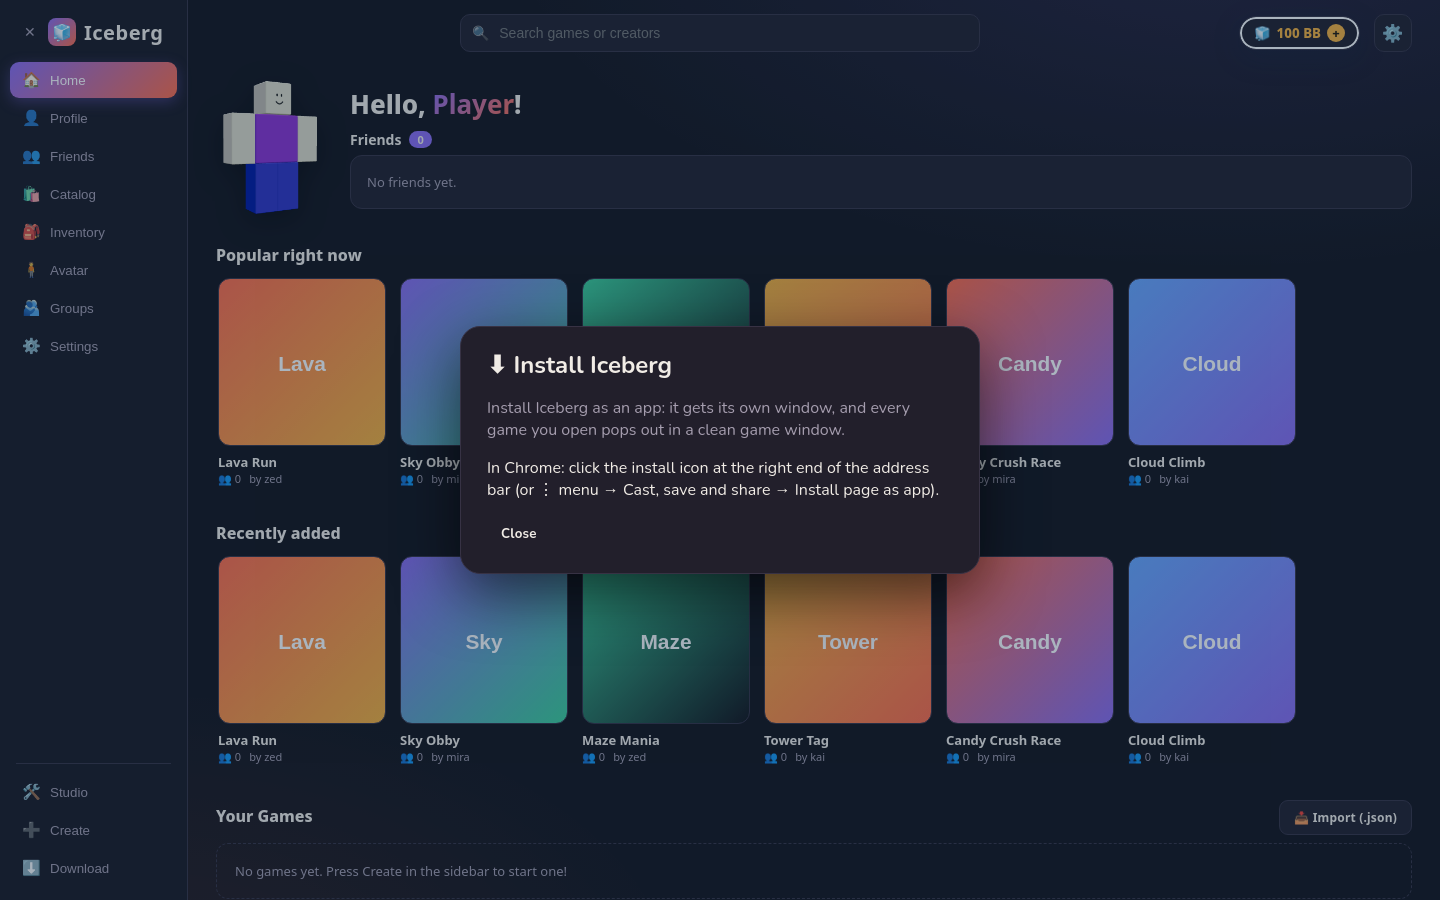 Iceberg
Home
Profile
Friends
Catalog
Inventory
Avatar
Groups
Settings
Studio
Create
Download
Search games or creators
100 BB
Hello, Player!
Friends 0
No friends yet.
Popular right now
Lava
Candy
Cloud
Lava Run
0 by zed
Sky Obby
0
Crush Race
by mira
Cloud Climb
0 by kai
Install Iceberg
Install Iceberg as an app: it gets its own window, and every
game you open pops out in a clean game window.
In Chrome: click the install icon at the right end of the address
bar (or ⋮ menu → Cast, save and share → Install page as app).
Close
Recently added
Lava
Sky
Maze
Tower
Candy
Cloud
Lava Run
0 by zed
Sky Obby
0 by mira
Maze Mania
0 by zed
Tower Tag
0 by kai
Candy Crush Race
0 by mira
Cloud Climb
0 by kai
Your Games
Import (.json)
No games yet. Press Create in the sidebar to start one!